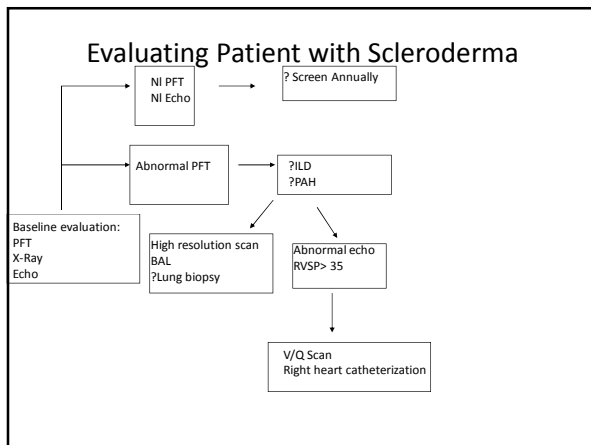 Evaluating Patient with Scleroderma
Nl PFT
Nl Echo
? Screen Annually
Abnormal PFT
?ILD
?PAH
Baseline evaluation:
PFT
X-Ray
Echo
High resolution scan
BAL
?Lung biopsy
Abnormal echo
RVSP> 35
V/Q Scan
Right heart catheterization